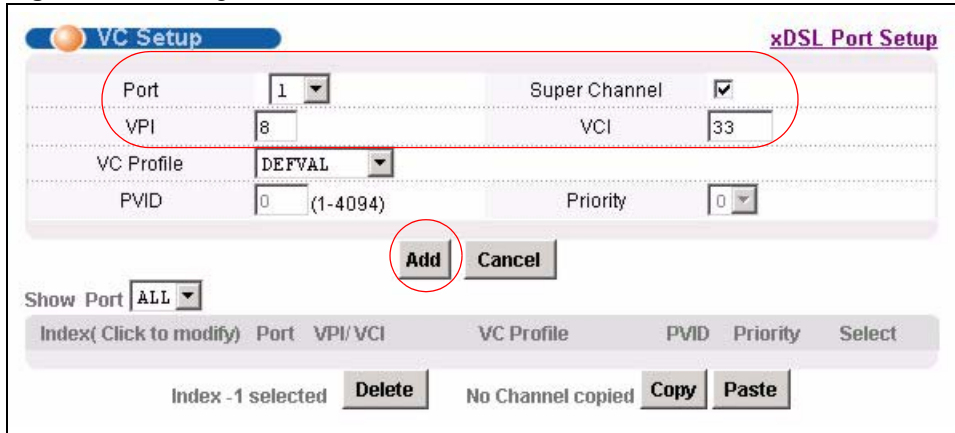 VC Setup xDSL Port Setup
Port 1 Super Channel
VPI 8 VCI 33
VC Profile DEFVAL
PVID 0 (1-4094) Priority 0
Add Cancel
Show Port ALL
Index( Click to modify) Port VPI/ VCI VC Profile PVID Priority Select
Index -1 selected Delete No Channel copied Copy Paste